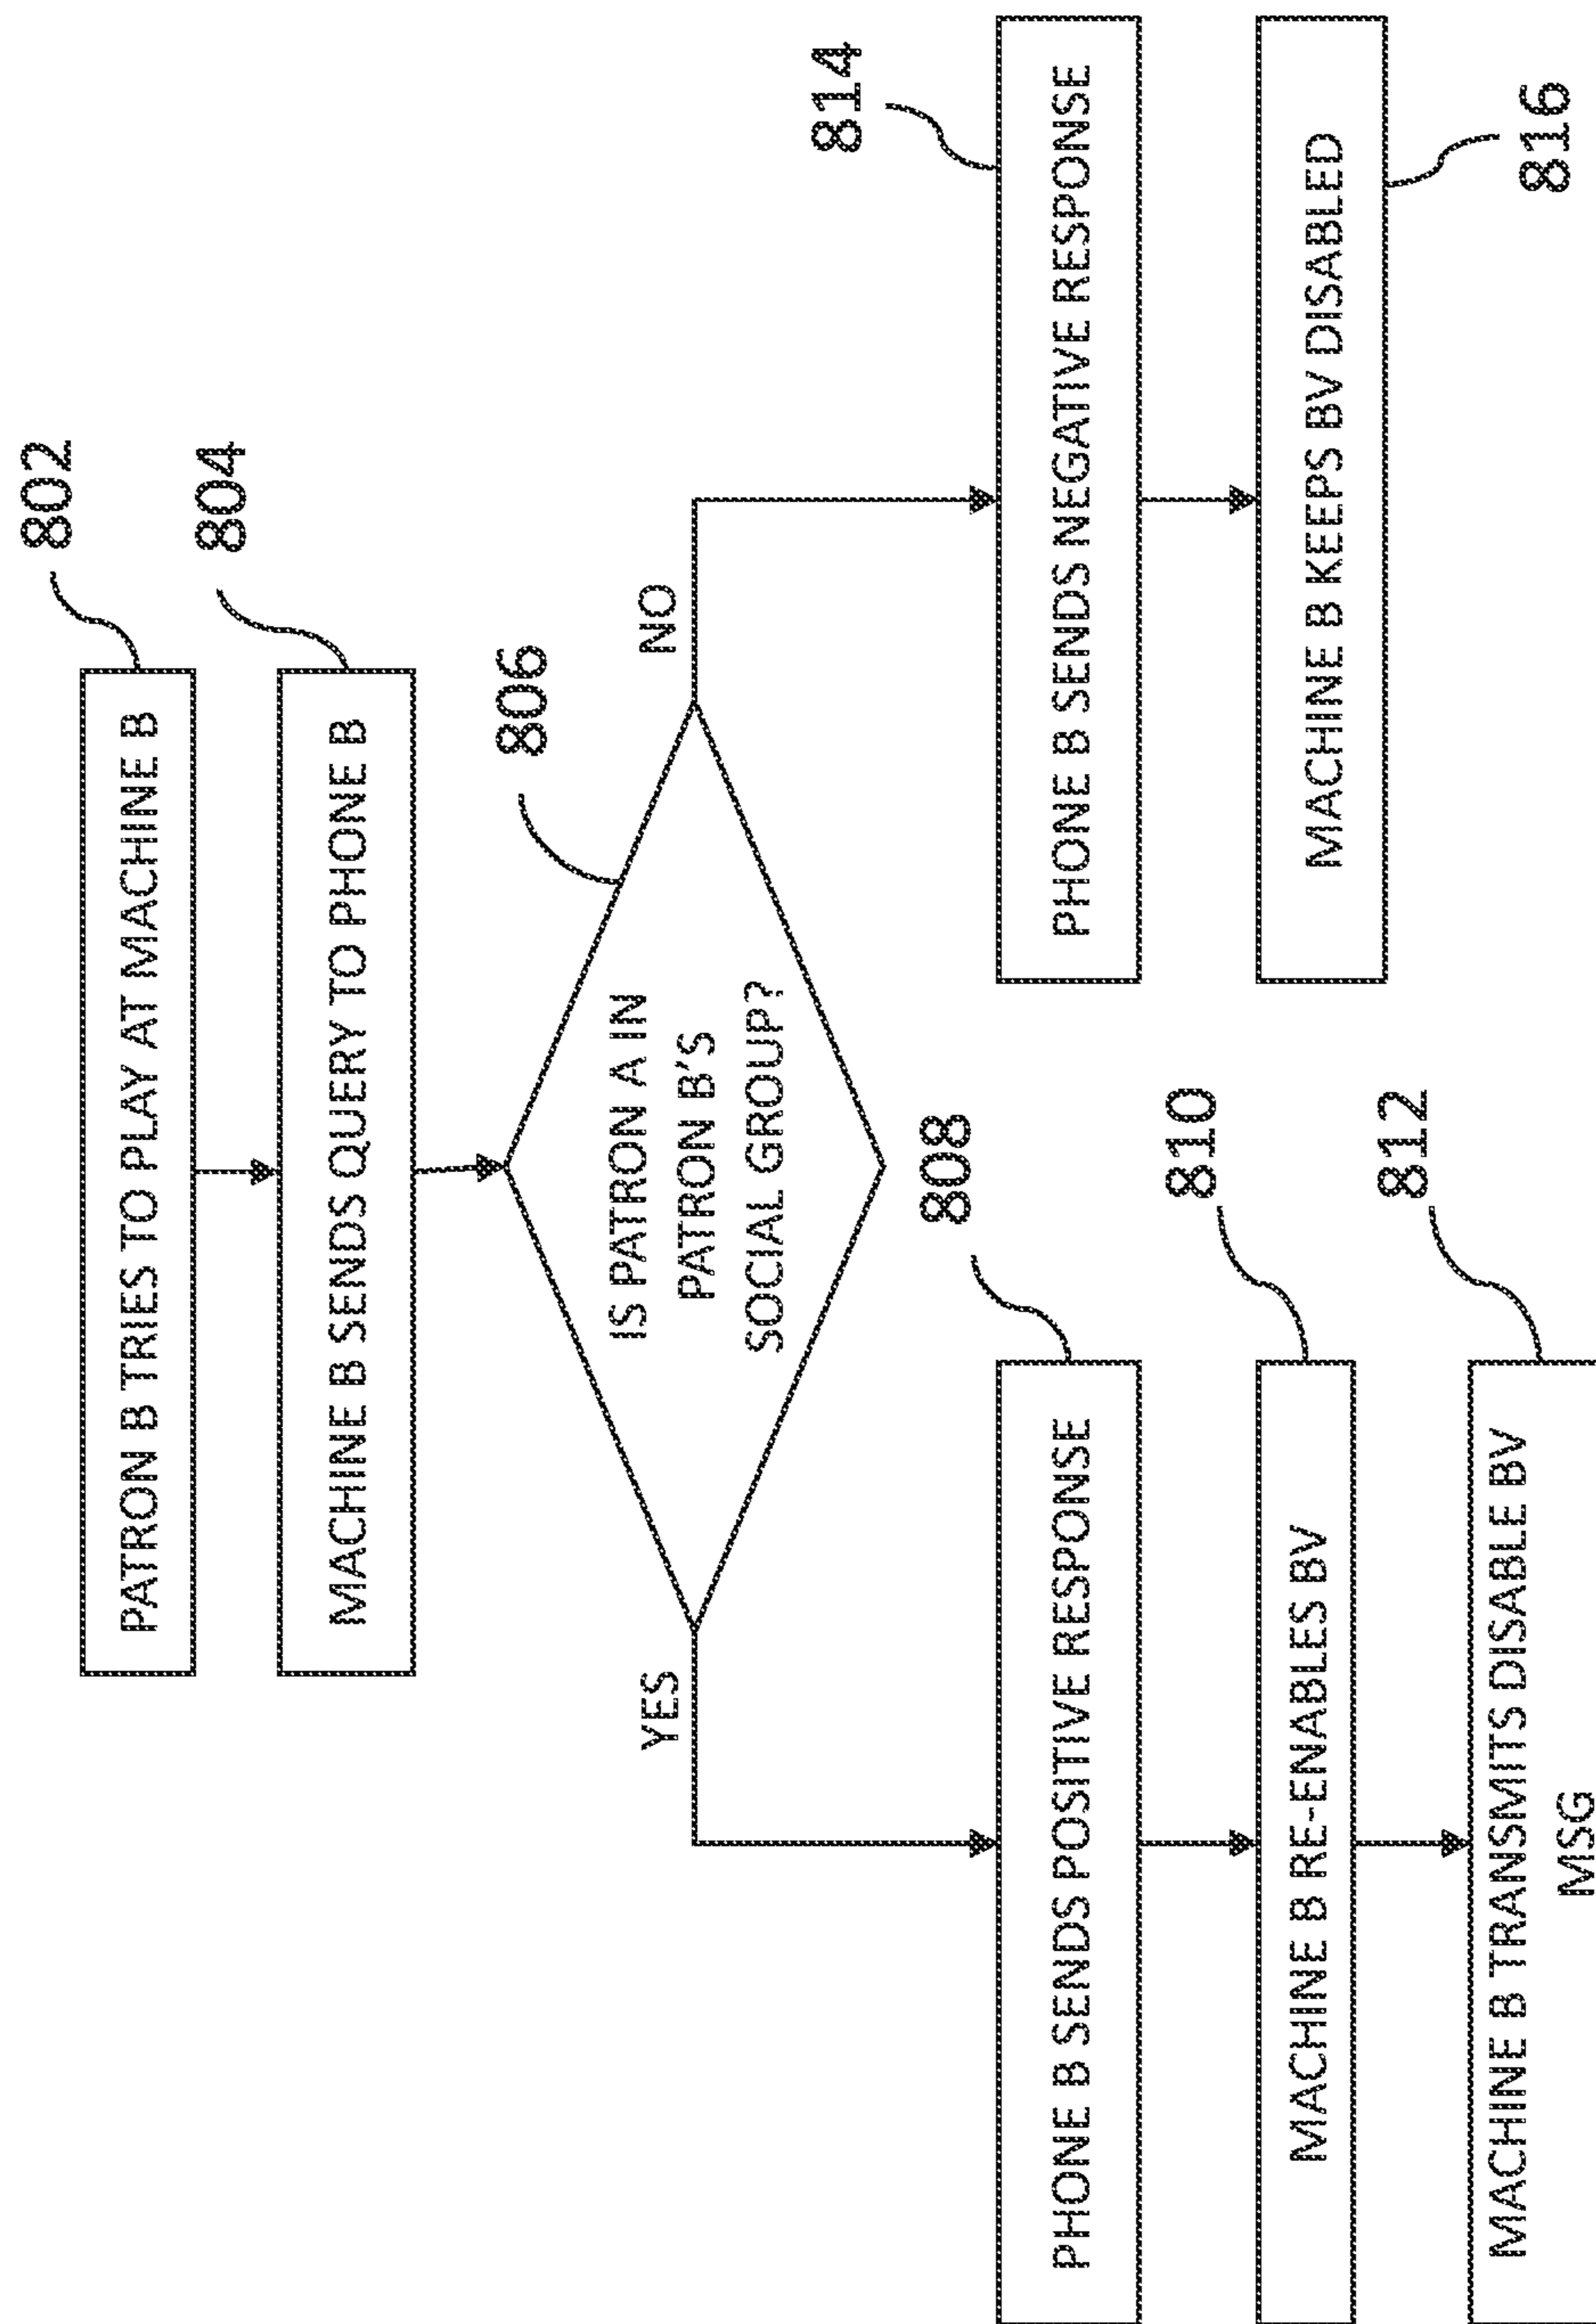 PATRON B TRIES TO PLAY AT MACHINE B
802
MACHINE B SENDS QUERY TO PHONE B
804
IS PATRON A IN
PATRON B'S
SOCIAL GROUP?
806
YES
NO
PHONE B SENDS POSITIVE RESPONSE
808
MACHINE B RE-ENABLES BV
810
MACHINE B TRANSMITS DISABLE BV
MSG
812
PHONE B SENDS NEGATIVE RESPONSE
814
MACHINE B KEEPS BV DISABLED
816